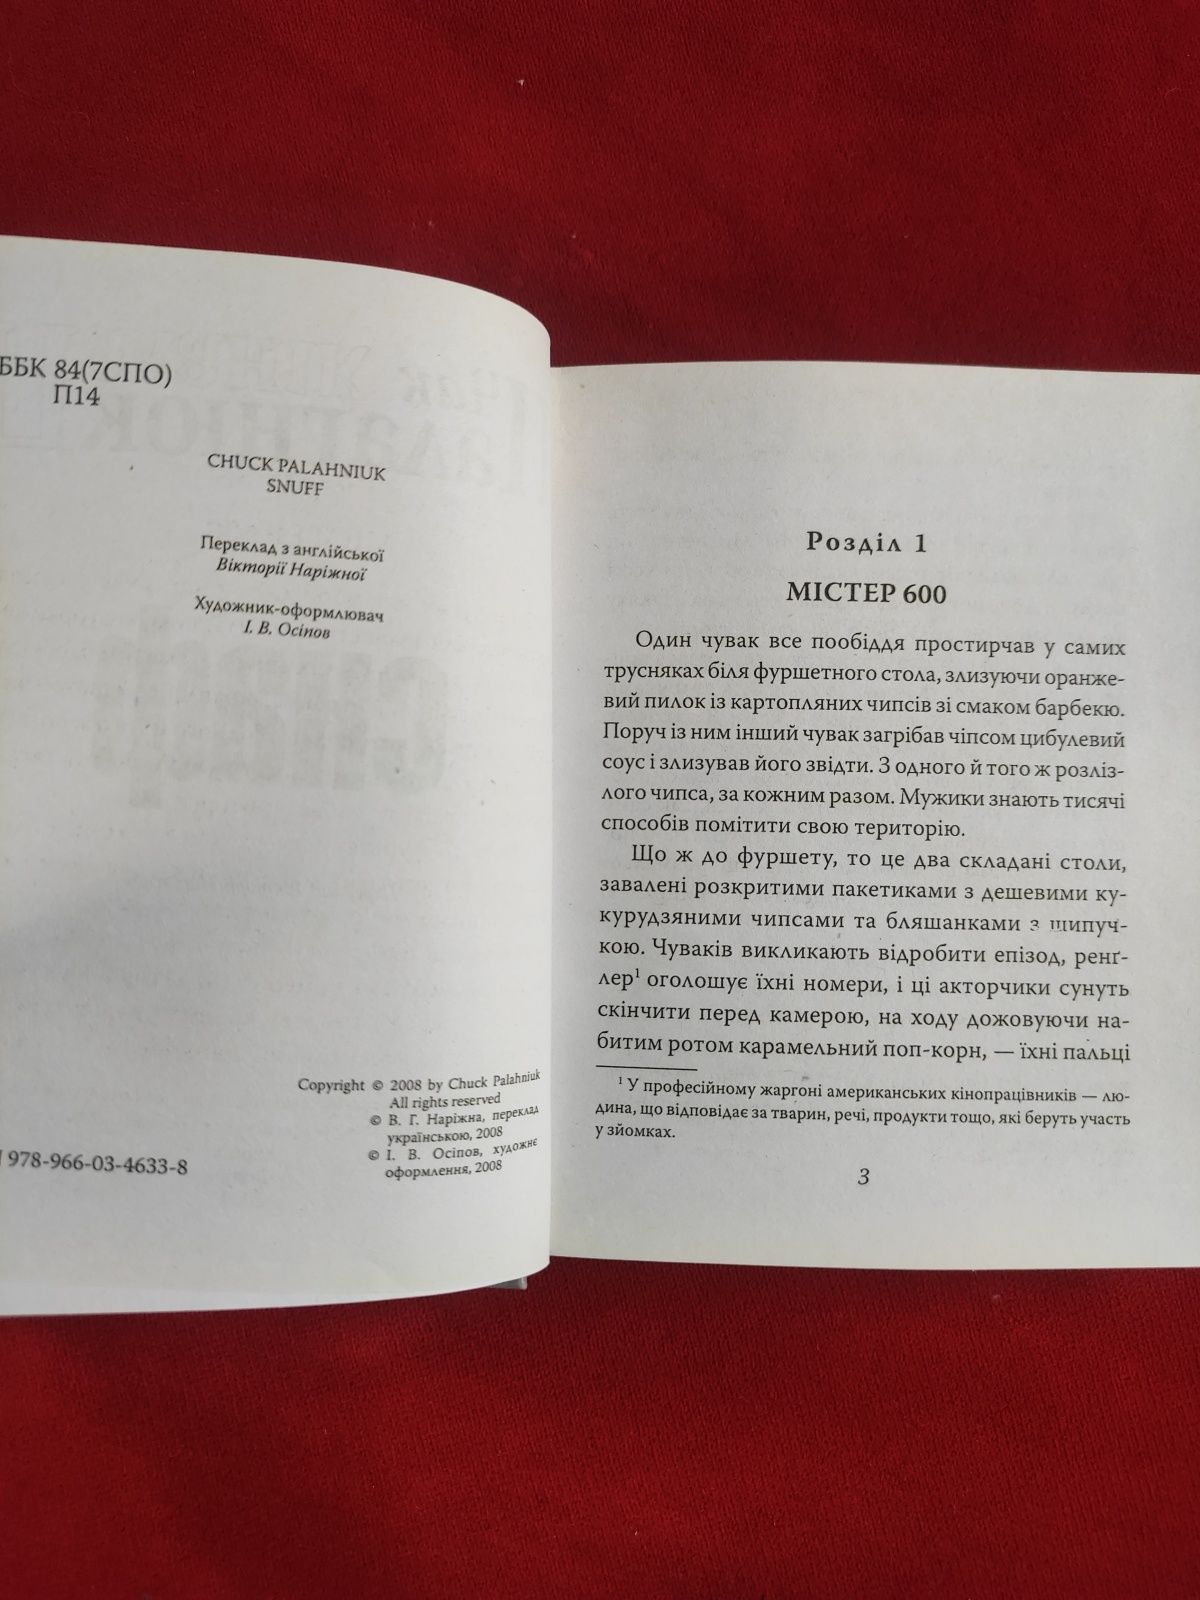 ББК 84(7СПО)
П14
CHUCK PALAHNIUK
SNUFF
Переклад з англійської
Вікторії Наріжної
Художник-оформлювач
І. В. Осіпов
Copyright © 2008 by Chuck Palahniuk
All rights reserved
© В. Г. Наріжна, переклад
українською, 2008
© І. В. Осіпов, художнє
оформлення, 2008
978-966-03-4633-8
Розділ 1
МІСТЕР 600
Один чувак все пообіддя простирчав у самих
трусняках біля фуршетного стола, злизуючи оранже-
вий пилок із картопляних чипсів зі смаком барбекю.
Поруч із ним інший чувак загрібав чіпсом цибулевий
соус і злизував його звідти. З одного й того ж розліз-
лого чипса, за кожним разом. Мужики знають тисячі
способів помітити свою територію.
Що ж до фуршету, то це два складані столи,
завалені розкритими пакетиками з дешевими ку-
курудзяними чипсами та бляшанками з шипуч-
кою. Чуваків викликають відробити епізод, ренґ-
лер¹ оголошує їхні номери, і ці акторчики сунуть
скінчити перед камерою, на ходу дожовуючи на-
битим ротом карамельний поп-корн, — їхні пальці
¹ У професійному жаргоні американських кінопрацівників — лю-
дина, що відповідає за тварин, речі, продукти тощо, які беруть участь
у зйомках.
3